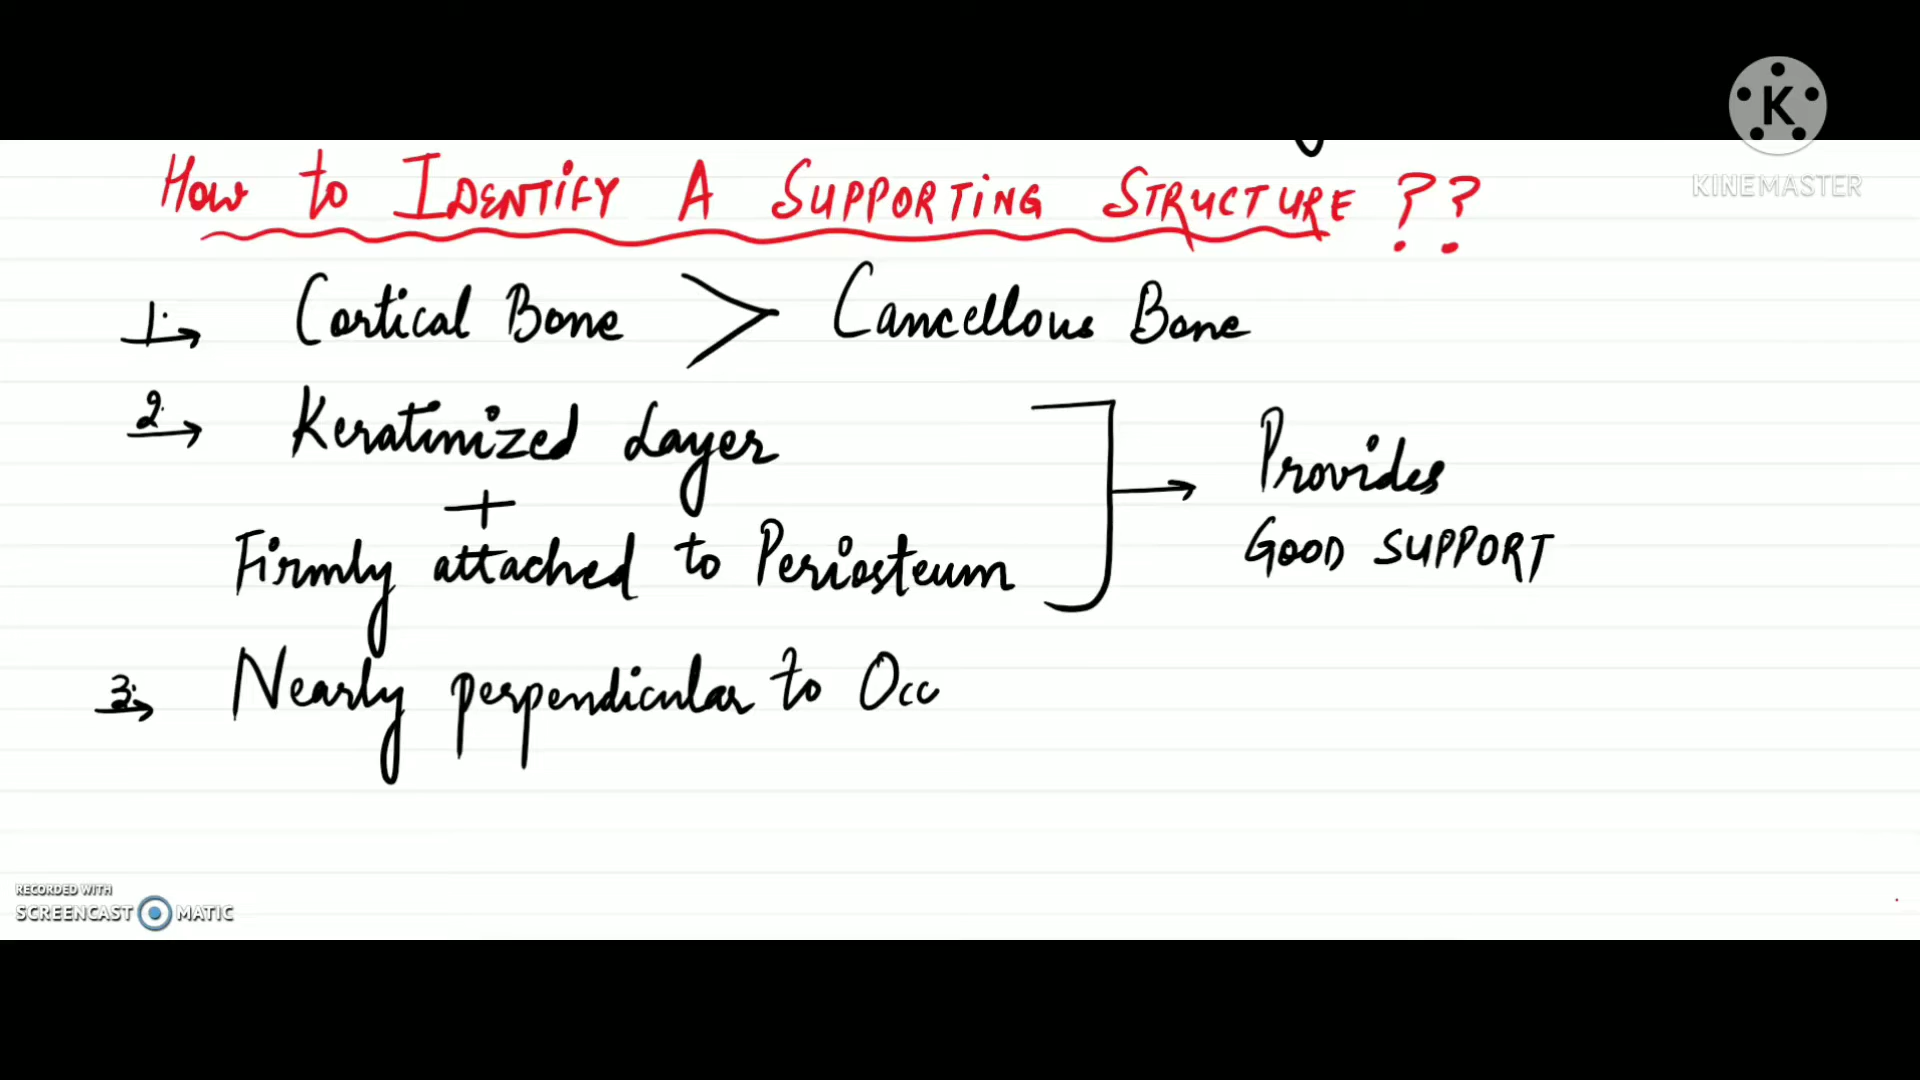 K
KINEMASTER
How to IDENTIFY A SUPPORTING STRUCTURE ??
1. Cortical Bone > Cancellous Bone
2. Keratinized Layer
+
Firmly attached to Periosteum
Provides
GOOD SUPPORT
3. Nearly perpendicular to Occ
RECORDED WITH
SCREENCAST MATIC